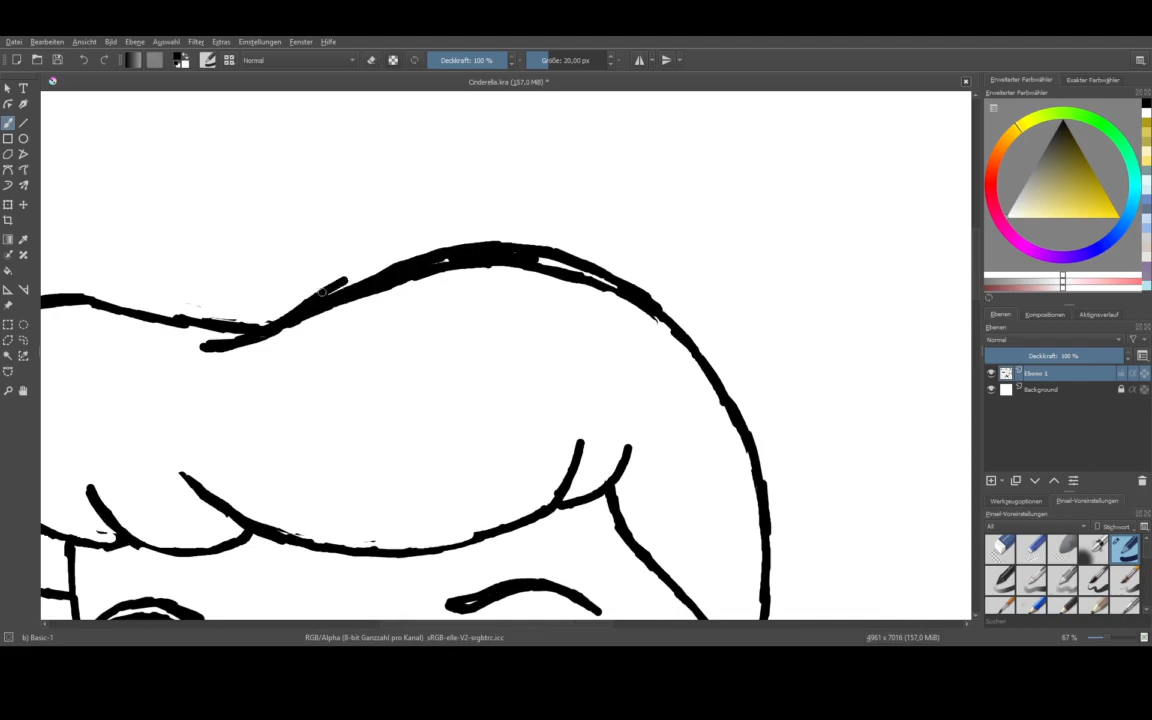 Datei Bearbeiten Ansicht Bild Ebene Auswahl Filter Extras Einstellungen Fenster Hilfe
Normal Deckkraft: 100 % Größe: 20,00 px
Cinderella.kra (157,0 MiB) *
Erweiterter Farbwähler Exakter Farbwähler
Erweiterter Farbwähler
Ebenen Kompositionen Aktionsverlauf
Ebenen
Normal
Deckkraft: 100 %
Ebene 1
Background
Werkzeugoptionen Pinsel-Voreinstellungen
Pinsel-Voreinstellungen
All Stichwort
Suchen
b) Basic-1 RGB/Alpha (8-bit Ganzzahl pro Kanal) sRGB-elle-V2-srgbtrc.icc 4961 x 7016 (157,0 MiB) 67 %